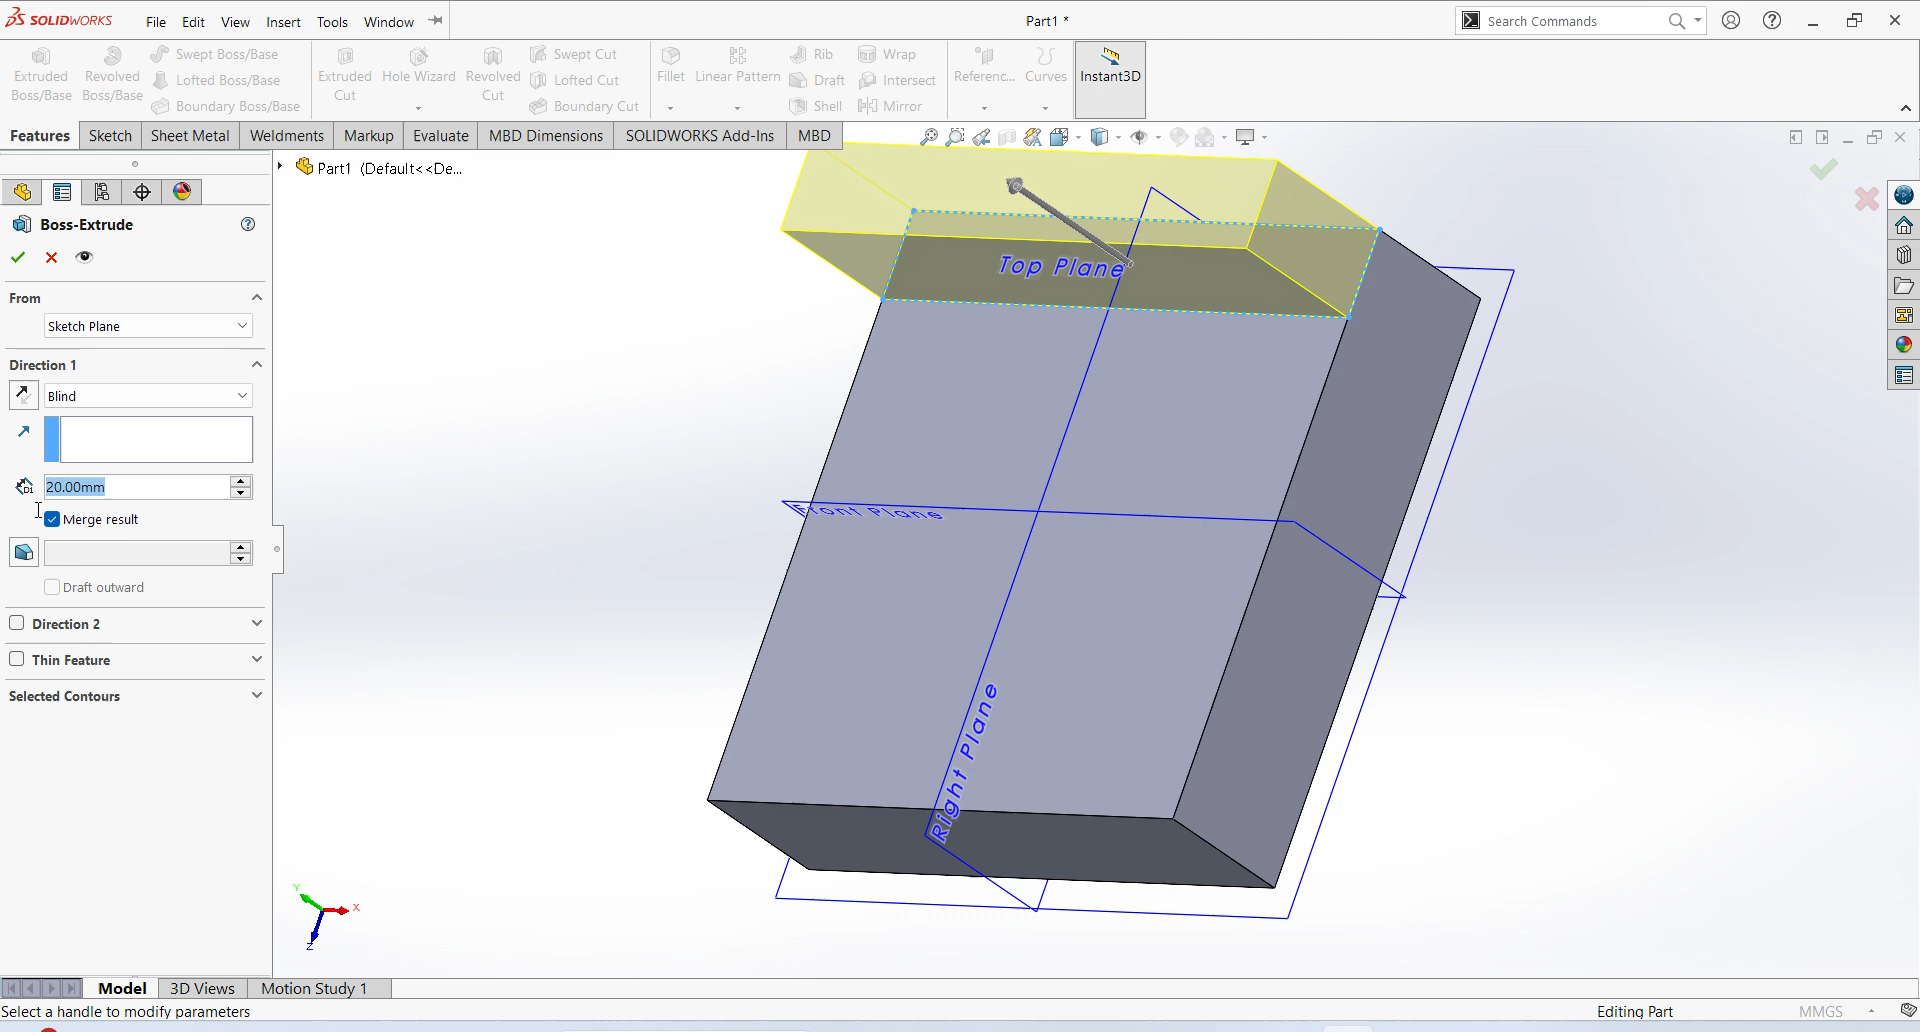 SOLIDWORKS
File Edit View Insert Tools Window
Part1 *
Search Commands
Extruded Boss/Base
Revolved Boss/Base
Swept Boss/Base
Lofted Boss/Base
Boundary Boss/Base
Extruded Cut
Hole Wizard
Revolved Cut
Swept Cut
Lofted Cut
Boundary Cut
Fillet
Linear Pattern
Rib
Draft
Shell
Wrap
Intersect
Mirror
Referenc...
Curves
Instant3D
Features Sketch Sheet Metal Weldments Markup Evaluate MBD Dimensions SOLIDWORKS Add-Ins MBD
Part1 (Default<<De...
Boss-Extrude
From
Sketch Plane
Direction 1
Blind
D1
20.00mm
Merge result
Draft outward
Direction 2
Thin Feature
Selected Contours
Top Plane
Front Plane
Right Plane
Y
X
Z
Model 3D Views Motion Study 1
Select a handle to modify parameters
Editing Part
MMGS